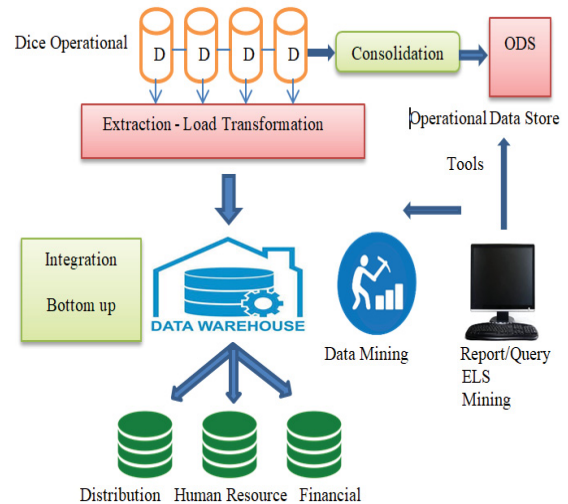 Dice Operational
D
D
D
D
Consolidation
ODS
Extraction - Load Transformation
Operational Data Store
Tools
Integration
Bottom up
DATA WAREHOUSE
Data Mining
Report/Query
ELS
Mining
Distribution
Human Resource
Financial